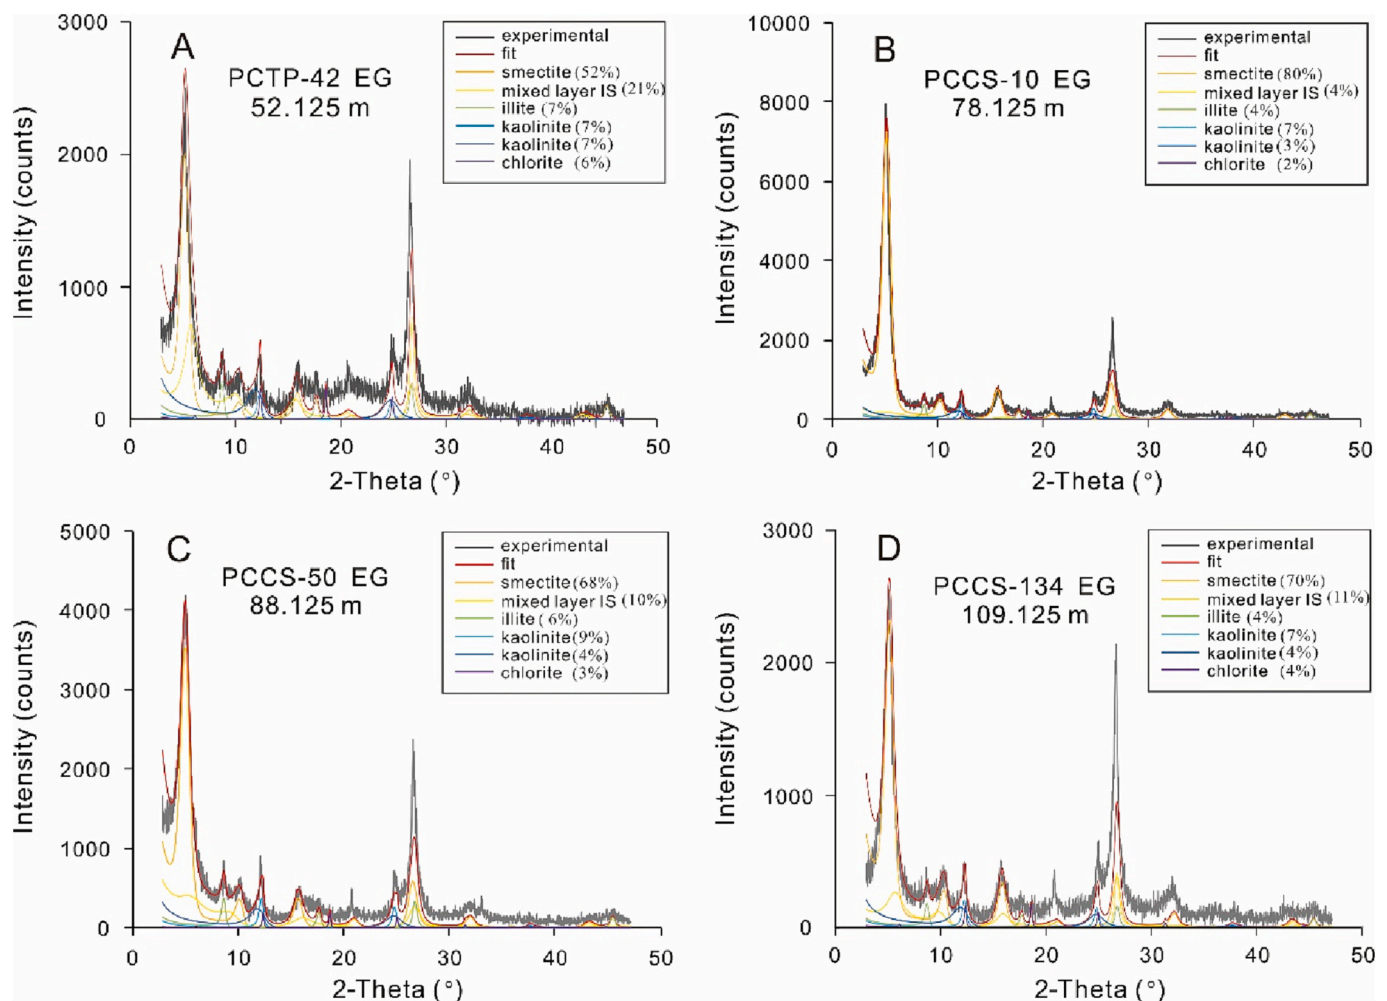 A
PCTP-42 EG
52.125 m
experimental
fit
smectite (52%)
mixed layer IS (21%)
illite (7%)
kaolinite (7%)
kaolinite (7%)
chlorite (6%)
Intensity (counts)
3000
2000
1000
0
0 10 20 30 40 50
2-Theta (°)
B
PCCS-10 EG
78.125 m
experimental
fit
smectite (80%)
mixed layer IS (4%)
illite (4%)
kaolinite (7%)
kaolinite (3%)
chlorite (2%)
Intensity (counts)
10000
8000
6000
4000
2000
0
0 10 20 30 40 50
2-Theta (°)
C
PCCS-50 EG
88.125 m
experimental
fit
smectite (68%)
mixed layer IS (10%)
illite (6%)
kaolinite (9%)
kaolinite (4%)
chlorite (3%)
Intensity (counts)
5000
4000
3000
2000
1000
0
0 10 20 30 40 50
2-Theta (°)
D
PCCS-134 EG
109.125 m
experimental
fit
smectite (70%)
mixed layer IS (11%)
illite (4%)
kaolinite (7%)
kaolinite (4%)
chlorite (4%)
Intensity (counts)
3000
2000
1000
0
0 10 20 30 40 50
2-Theta (°)